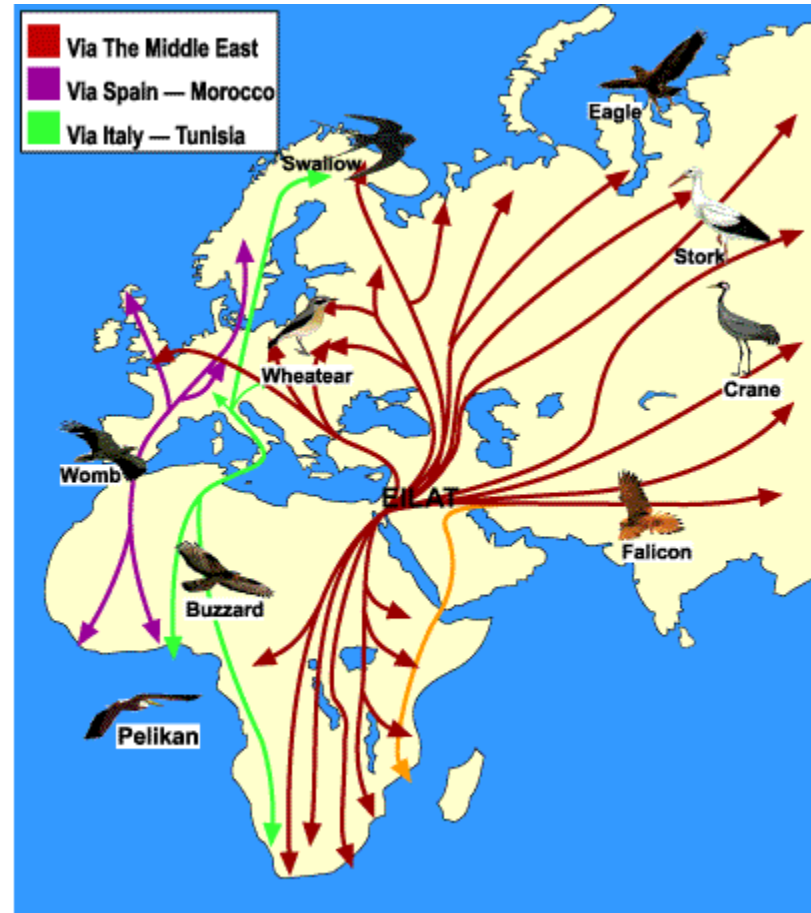 Via The Middle East
Via Spain — Morocco
Via Italy — Tunisia
Eagle
Swallow
Stork
Wheatear
Crane
Womb
EILAT
Falicon
Buzzard
Pelikan